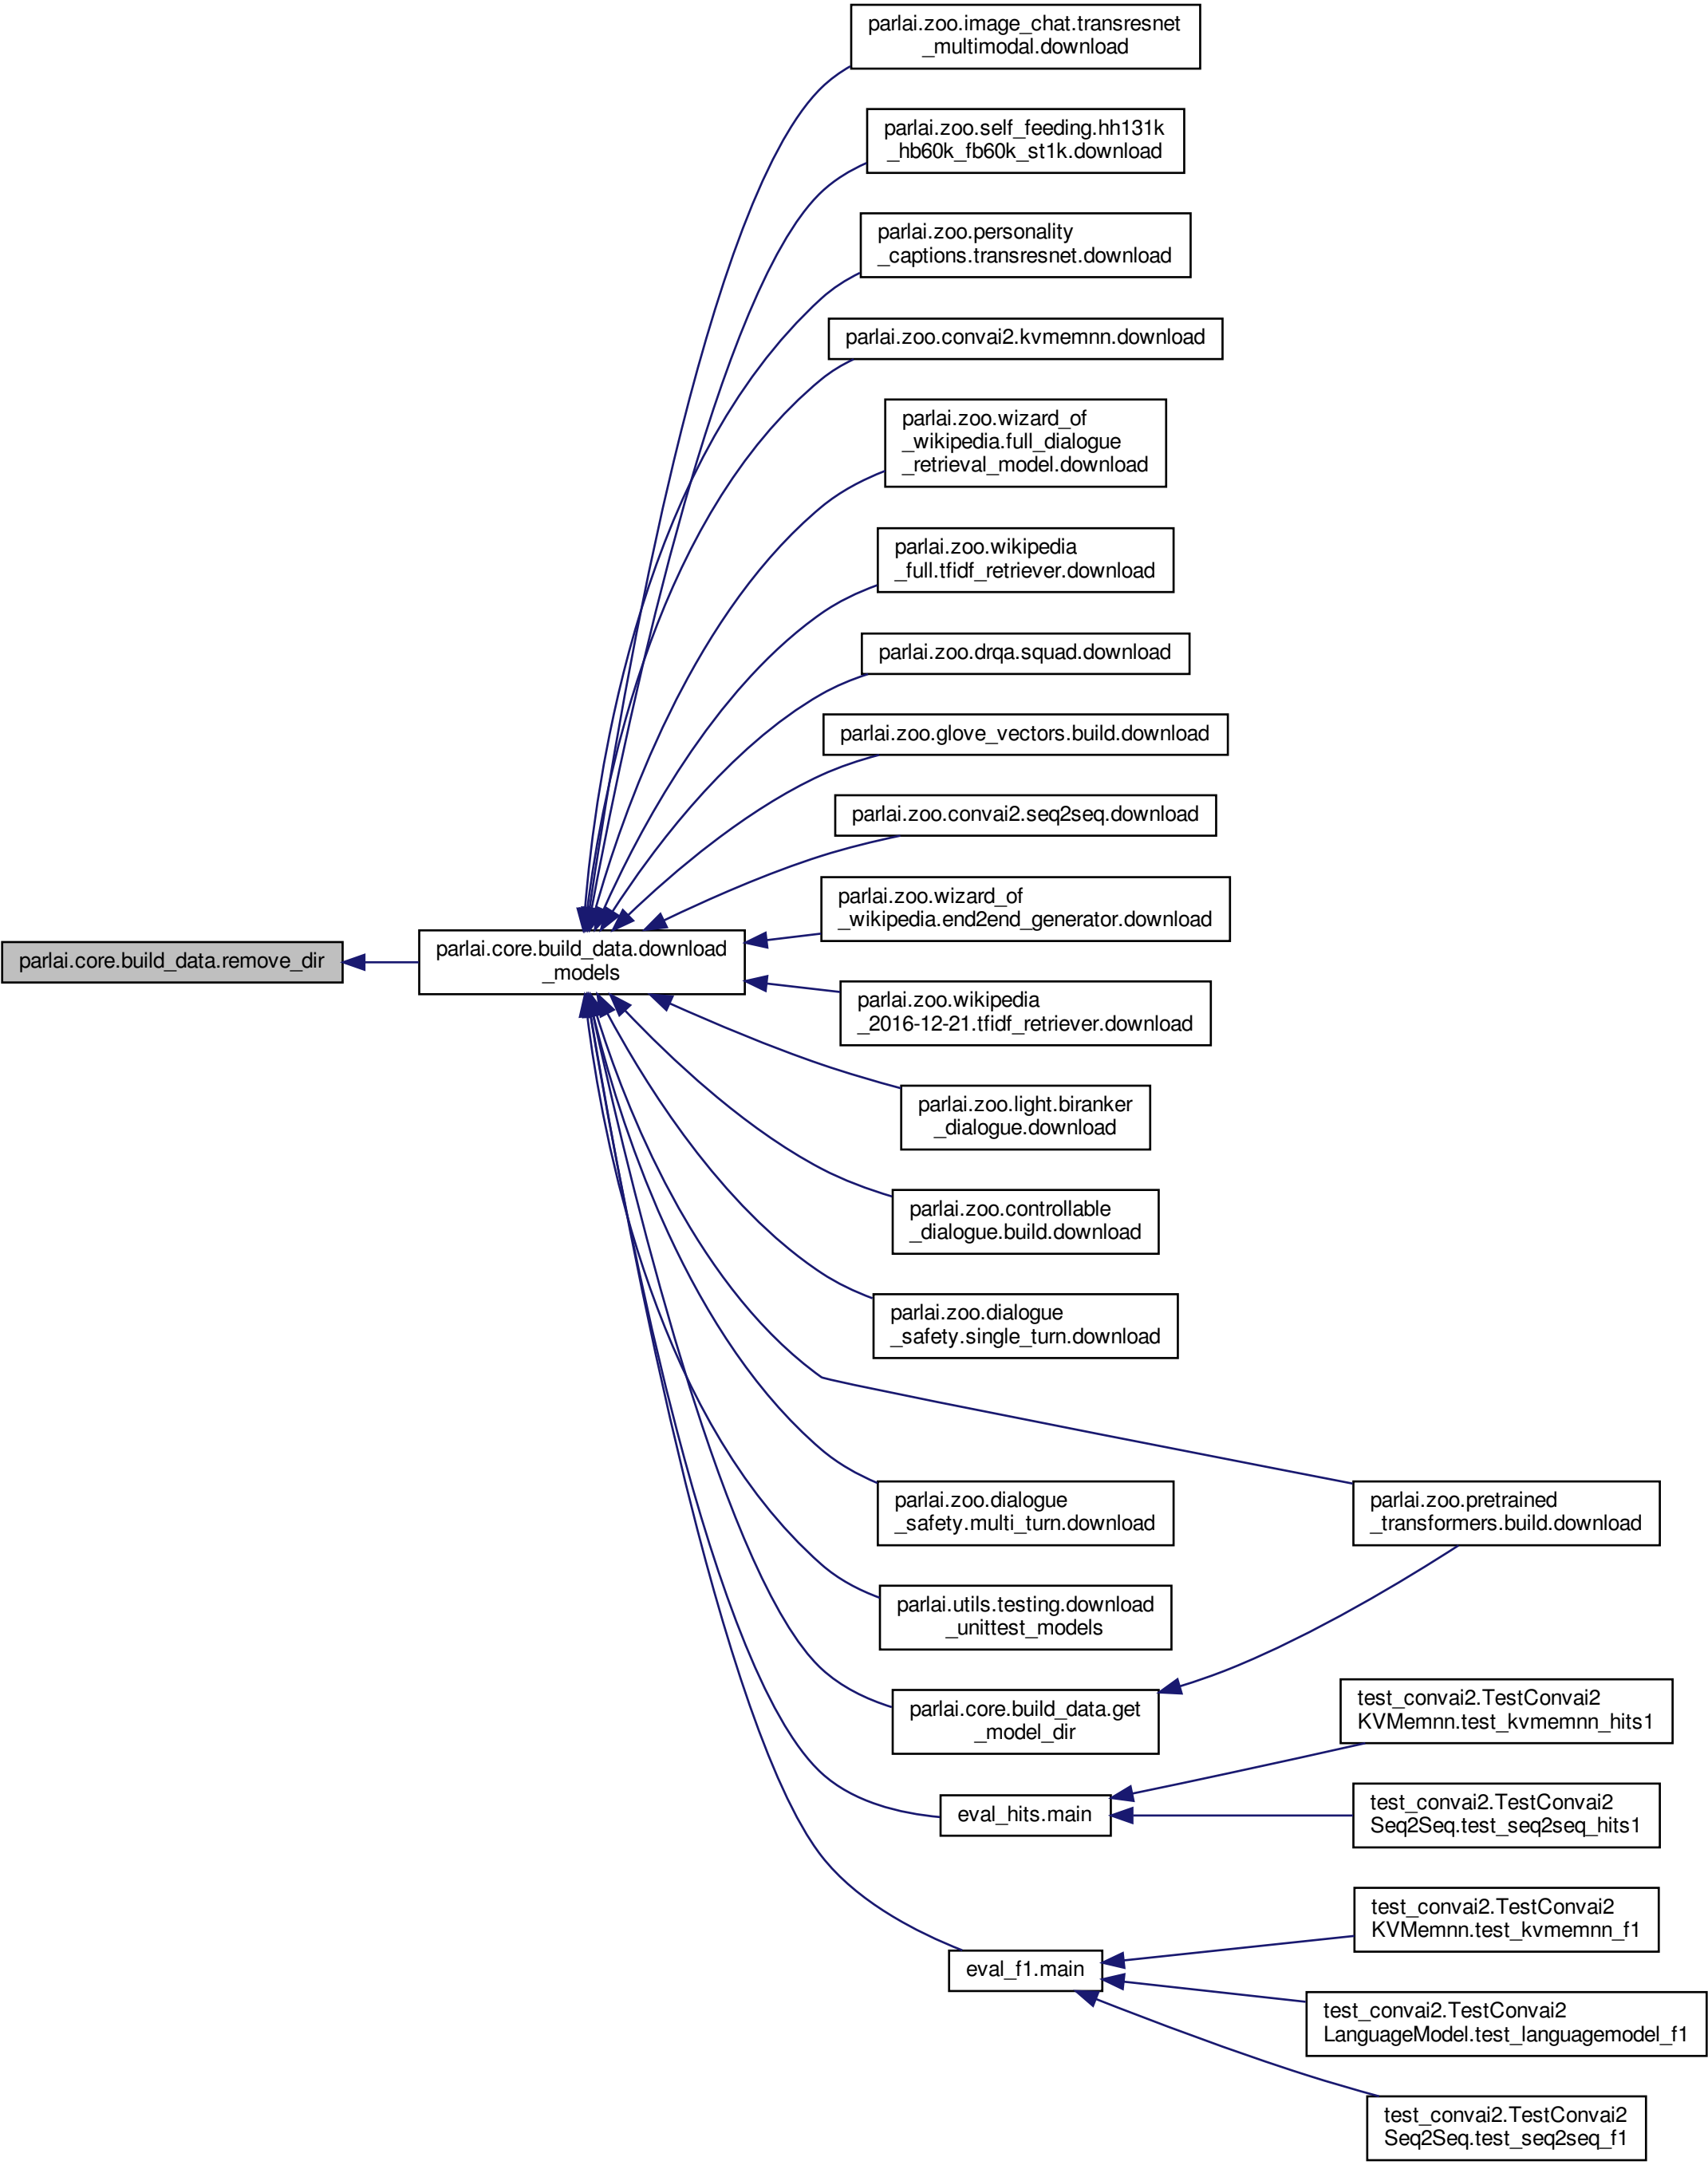 parlai.zoo.image_chat.transresnet
_multimodal.download
parlai.zoo.self_feeding.hh131k
_hb60k_fb60k_st1k.download
parlai.zoo.personality
_captions.transresnet.download
parlai.zoo.convai2.kvmemnn.download
parlai.zoo.wizard_of
_wikipedia.full_dialogue
_retrieval_model.download
parlai.zoo.wikipedia
_full.tfidf_retriever.download
parlai.zoo.drqa.squad.download
parlai.zoo.glove_vectors.build.download
parlai.zoo.convai2.seq2seq.download
parlai.zoo.wizard_of
_wikipedia.end2end_generator.download
parlai.core.build_data.remove_dir
parlai.core.build_data.download
_models
parlai.zoo.wikipedia
_2016-12-21.tfidf_retriever.download
parlai.zoo.light.biranker
_dialogue.download
parlai.zoo.controllable
_dialogue.build.download
parlai.zoo.dialogue
_safety.single_turn.download
parlai.zoo.dialogue
_safety.multi_turn.download
parlai.zoo.pretrained
_transformers.build.download
parlai.utils.testing.download
_unittest_models
parlai.core.build_data.get
_model_dir
test_convai2.TestConvai2
KVMemnn.test_kvmemnn_hits1
eval_hits.main
test_convai2.TestConvai2
Seq2Seq.test_seq2seq_hits1
test_convai2.TestConvai2
KVMemnn.test_kvmemnn_f1
eval_f1.main
test_convai2.TestConvai2
LanguageModel.test_languagemodel_f1
test_convai2.TestConvai2
Seq2Seq.test_seq2seq_f1